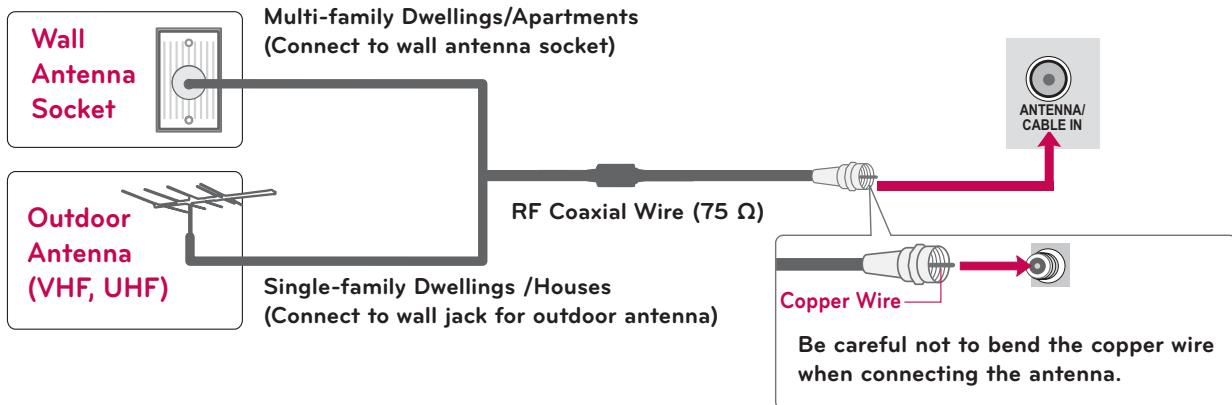 Multi-family Dwellings/Apartments
(Connect to wall antenna socket)
Wall
Antenna
Socket
ANTENNA/
CABLE IN
RF Coaxial Wire (75 Ω)
Outdoor
Antenna
(VHF, UHF)
Single-family Dwellings /Houses
(Connect to wall jack for outdoor antenna)
Copper Wire
Be careful not to bend the copper wire
when connecting the antenna.